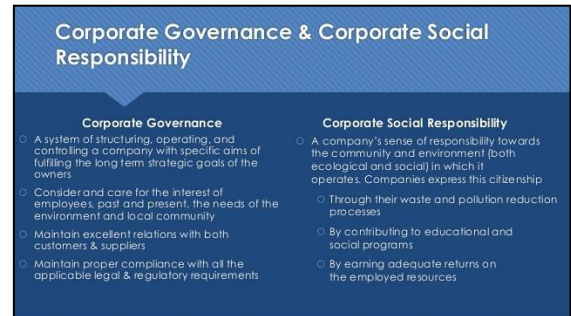 Corporate Governance & Corporate Social
Responsibility
Corporate Governance
A system of structuring, operating, and
controlling a company with specific aims of
fulfilling the long term strategic goals of the
owners
Consider and care for the interest of
employees, past and present, the needs of the
environment and local community
Maintain excellent relations with both
customers & suppliers
Maintain proper compliance with all the
applicable legal & regulatory requirements
Corporate Social Responsibility
A company's sense of responsibility towards
the community and environment (both
ecological and social) in which it
operates. Companies express this citizenship
Through their waste and pollution reduction
processes
By contributing to educational and
social programs
By earning adequate returns on
the employed resources